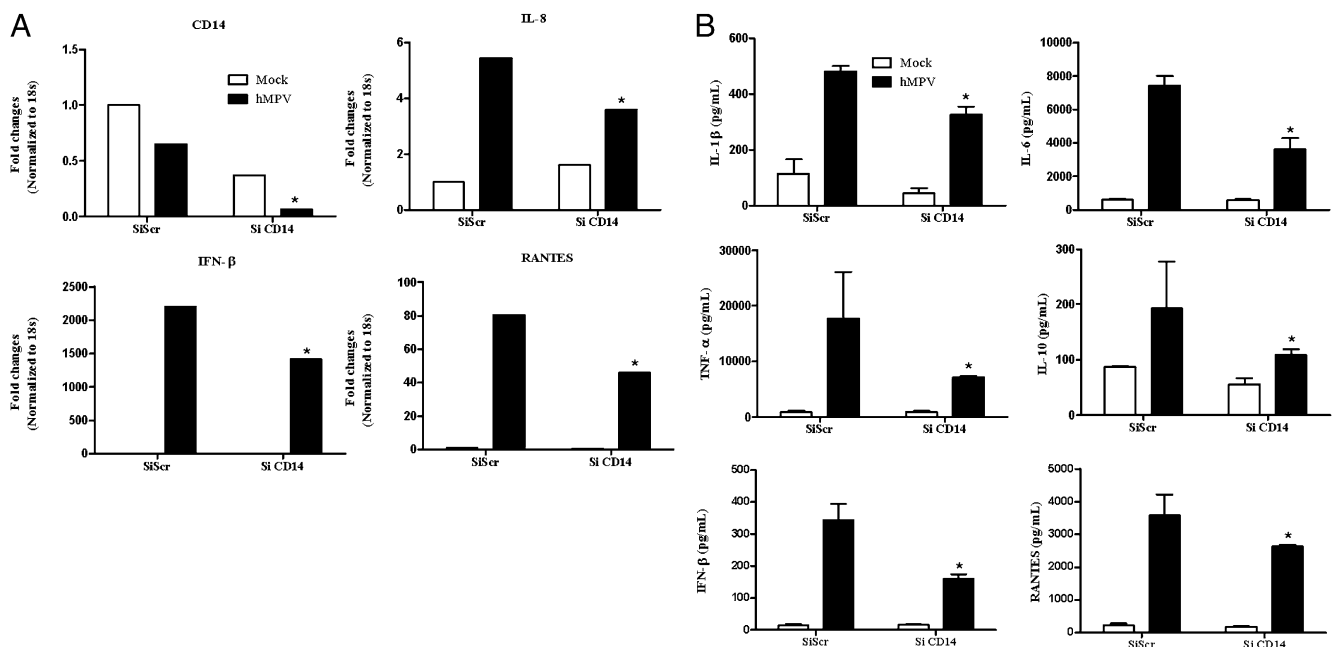 A
CD14
Fold changes
(Normalized to 18s)
1.5
1.0
0.5
0.0
Mock
hMPV
*
SiScr
Si CD14
IL-8
Fold changes
(Normalized to 18s)
6
4
2
0
*
SiScr
Si CD14
IFN- β
Fold changes
(Normalized to 18s)
2500
2000
1500
1000
500
0
*
SiScr
Si CD14
RANTES
Fold changes
(Normalized to 18s)
100
80
60
40
20
0
*
SiScr
Si CD14
B
IL-1β (pg/mL)
600
400
200
0
Mock
hMPV
*
SiScr
Si CD14
IL-6 (pg/mL)
10000
8000
6000
4000
2000
0
*
SiScr
Si CD14
TNF- α (pg/mL)
30000
20000
10000
0
*
SiScr
Si CD14
IL-10 (pg/mL)
300
200
100
0
*
SiScr
Si CD14
IFN-β (pg/mL)
500
400
300
200
100
0
*
SiScr
Si CD14
RANTES (pg/mL)
5000
4000
3000
2000
1000
0
*
SiScr
Si CD14